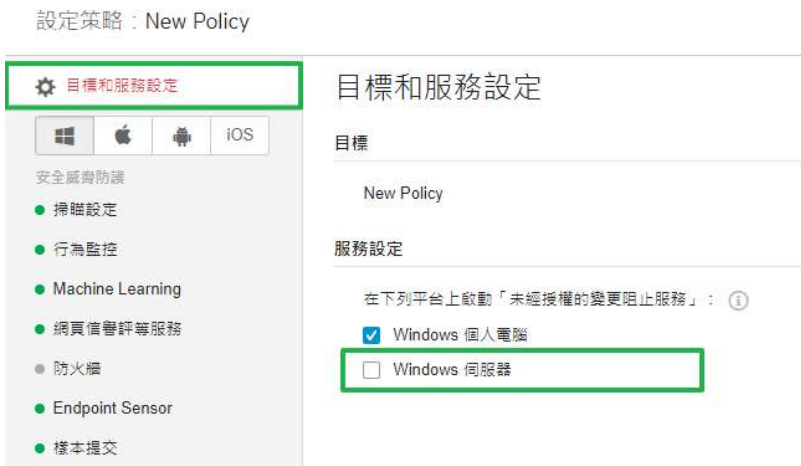 設定策略：New Policy
目標和服務設定
iOS
安全威脅防護
掃瞄設定
行為監控
Machine Learning
網頁信譽評等服務
防火牆
Endpoint Sensor
樣本提交
目標和服務設定
目標
New Policy
服務設定
在下列平台上啟動「未經授權的變更阻止服務」：
Windows 個人電腦
Windows 伺服器